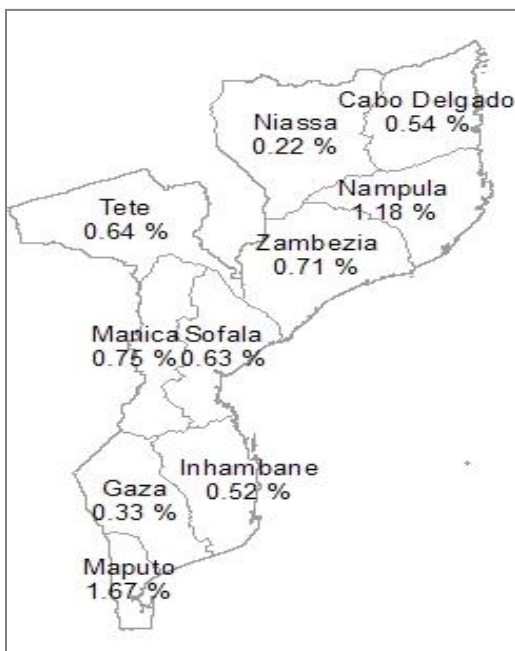 Cabo Delgado
0.54 %
Niassa
0.22 %
Nampula
1.18 %
Tete
0.64 %
Zambezia
0.71 %
Manica
0.75 %
Sofala
0.63 %
Inhambane
0.52 %
Gaza
0.33 %
Maputo
1.67 %